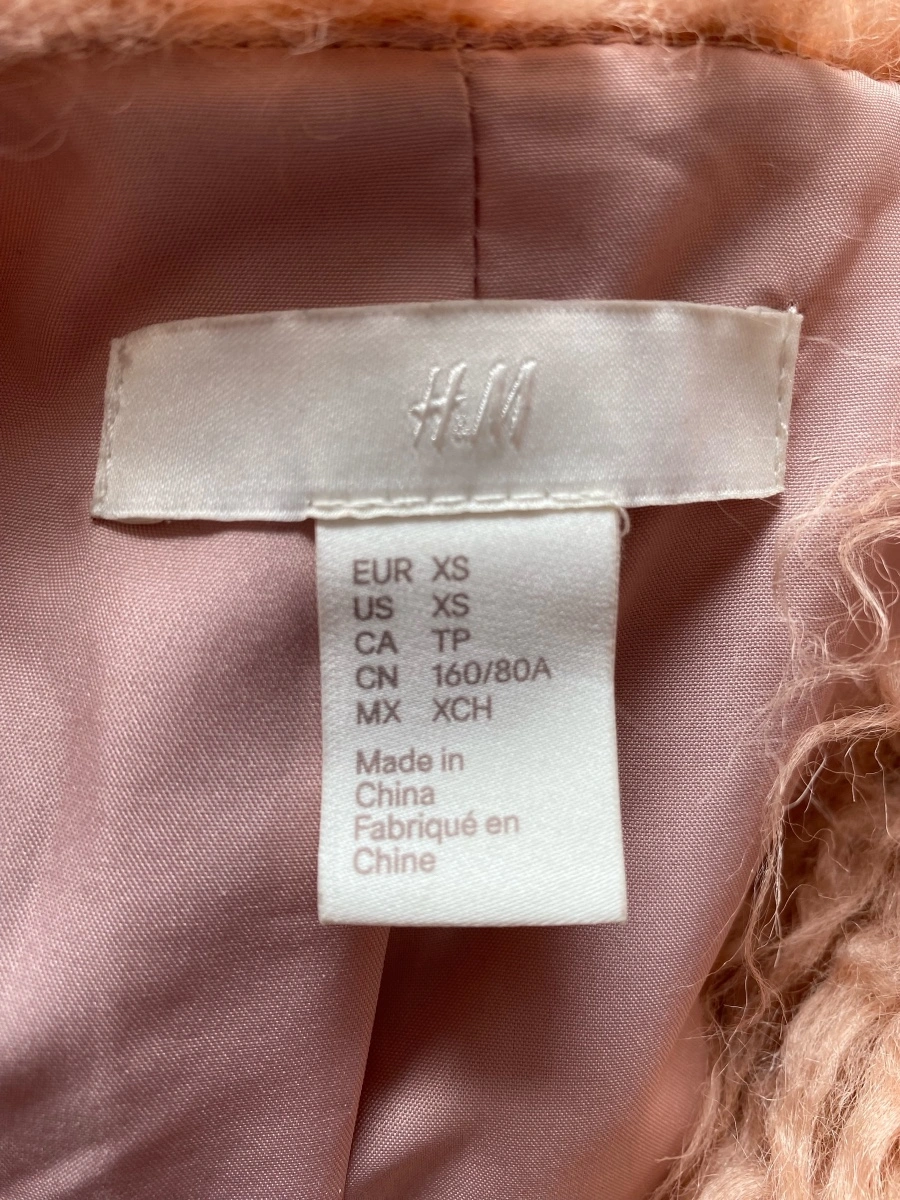 H&M
EUR XS
US XS
CA TP
CN 160/80A
MX XCH
Made in
China
Fabriqué en
Chine